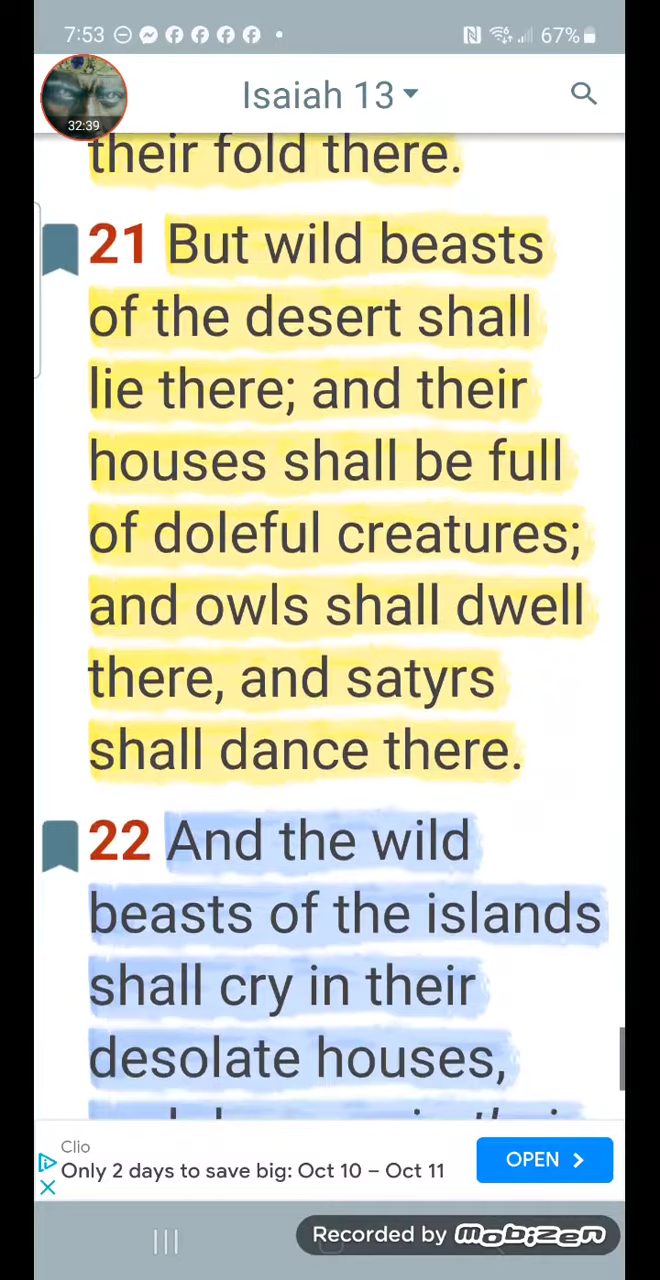 7:53
67%
32:39
Isaiah 13
their fold there.
21 But wild beasts
of the desert shall
lie there; and their
houses shall be full
of doleful creatures;
and owls shall dwell
there, and satyrs
shall dance there.
22 And the wild
beasts of the islands
shall cry in their
desolate houses,
Clio
Only 2 days to save big: Oct 10 – Oct 11
OPEN
Recorded by mobizen